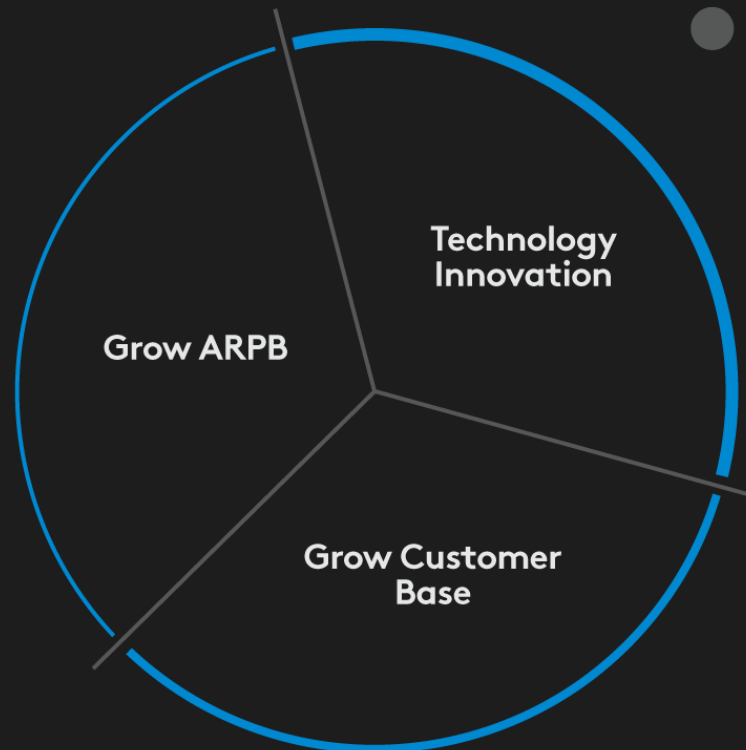 Technology
Innovation
Grow ARPB
Grow Customer
Base